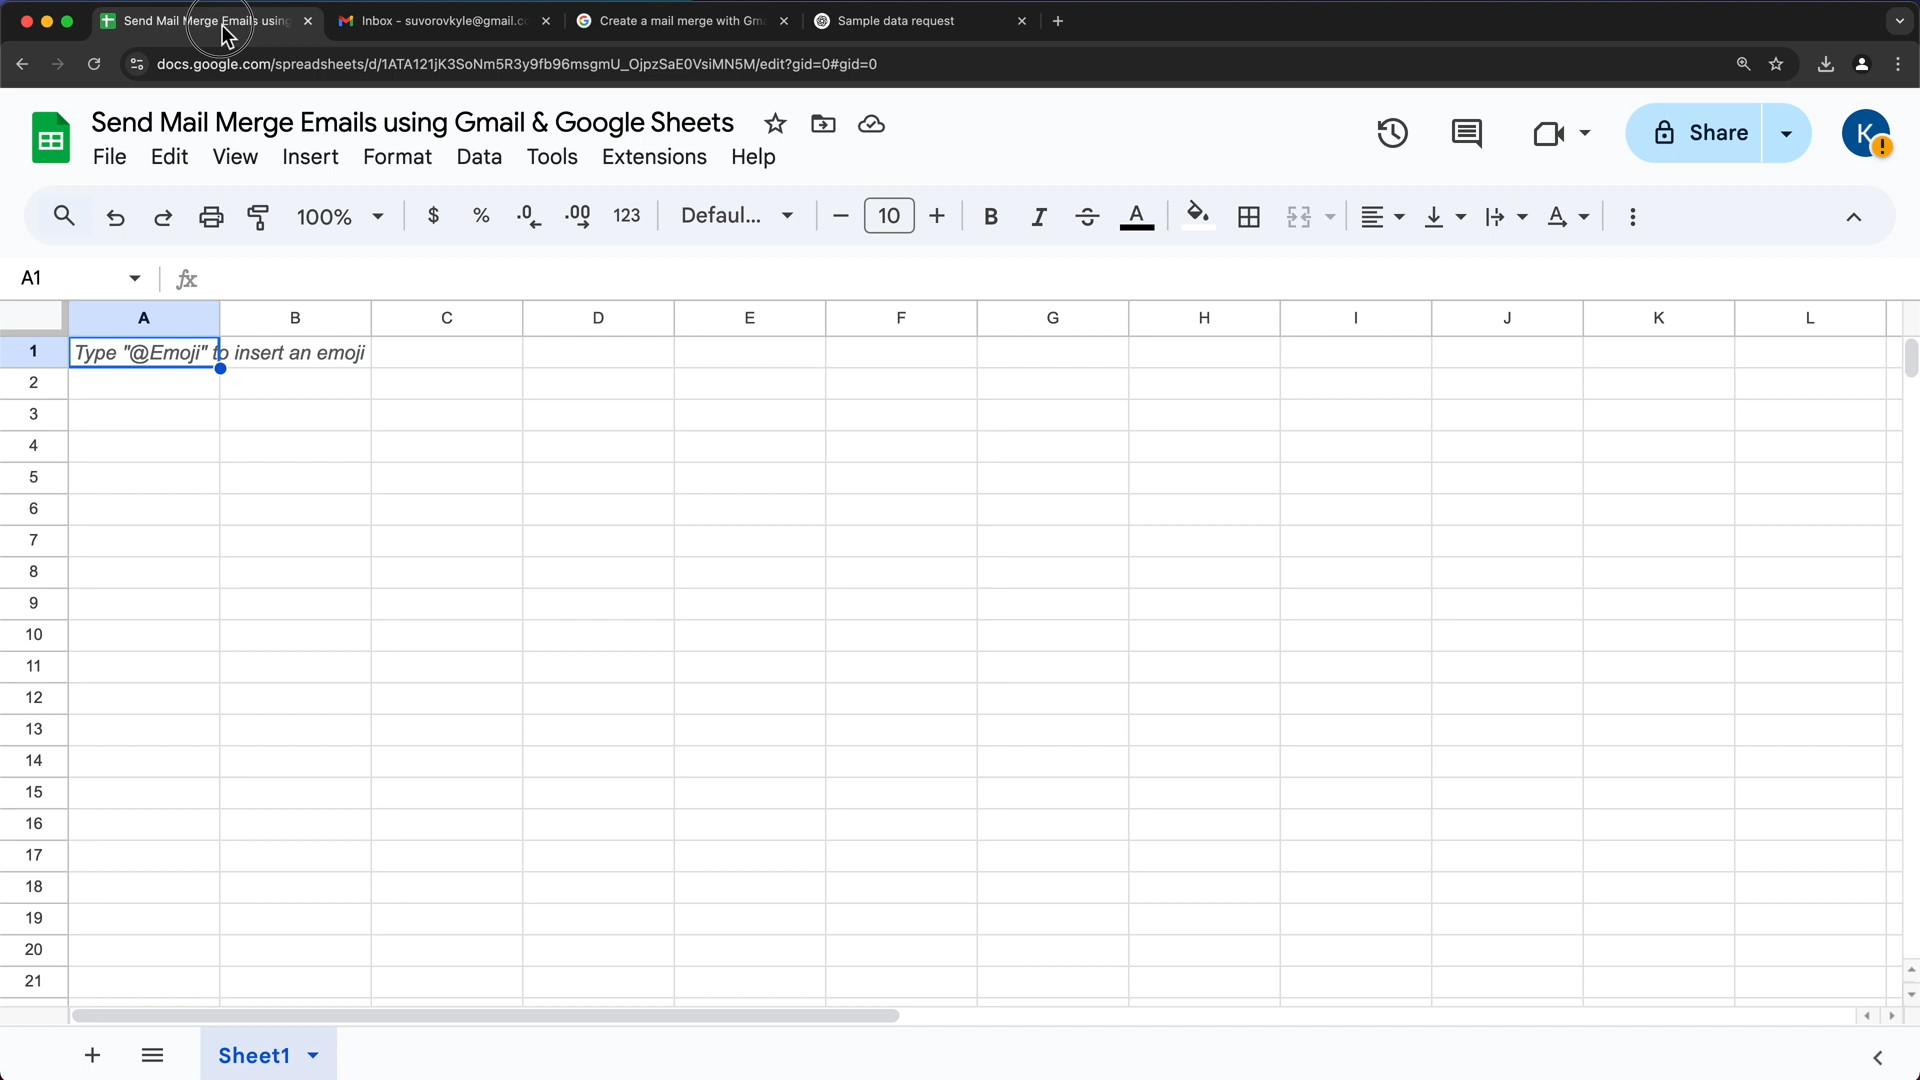 Send Mail Merge Emails using
Inbox - suvorovkyle@gmail.c
Create a mail merge with Gm
Sample data request
docs.google.com/spreadsheets/d/1ATA121jK3SoNm5R3y9fb96msgmU_OjpzSaE0VsiMN5M/edit?gid=0#gid=0
Send Mail Merge Emails using Gmail & Google Sheets
File Edit View Insert Format Data Tools Extensions Help
Share
K
100% $ % .0 .00 123 Defaul... 10 B I A A
A1 fx
A B C D E F G H I J K L
1 Type "@Emoji" to insert an emoji
2
3
4
5
6
7
8
9
10
11
12
13
14
15
16
17
18
19
20
21
Sheet1